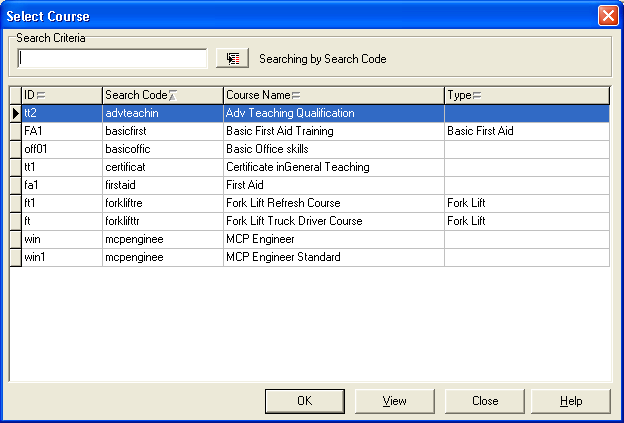 Select Course
Search Criteria
Searching by Search Code
ID Search Code Course Name Type
tt2 advteachin Adv Teaching Qualification
FA1 basicfirst Basic First Aid Training Basic First Aid
off01 basicoffic Basic Office skills
tt1 certificat Certificate inGeneral Teaching
fa1 firstaid First Aid
ft1 forkliftre Fork Lift Refresh Course Fork Lift
ft forklifttr Fork Lift Truck Driver Course Fork Lift
win mcpenginee MCP Engineer
win1 mcpenginee MCP Engineer Standard
OK View Close Help